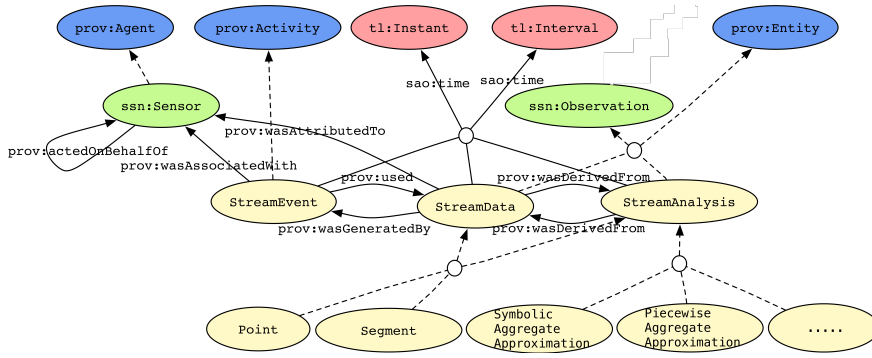 prov:Agent
prov:Activity
tl:Instant
tl:Interval
prov:Entity
sao:time
sao:time
ssn:Sensor
ssn:Observation
prov:wasAttributedTo
prov:actedOnBehalfOf
prov:wasAssociatedWith
prov:used
prov:wasDerivedFrom
StreamEvent
StreamData
StreamAnalysis
prov:wasGeneratedBy
prov:wasDerivedFrom
Point
Segment
Symbolic
Aggregate
Approximation
Piecewise
Aggregate
Approximation
.....